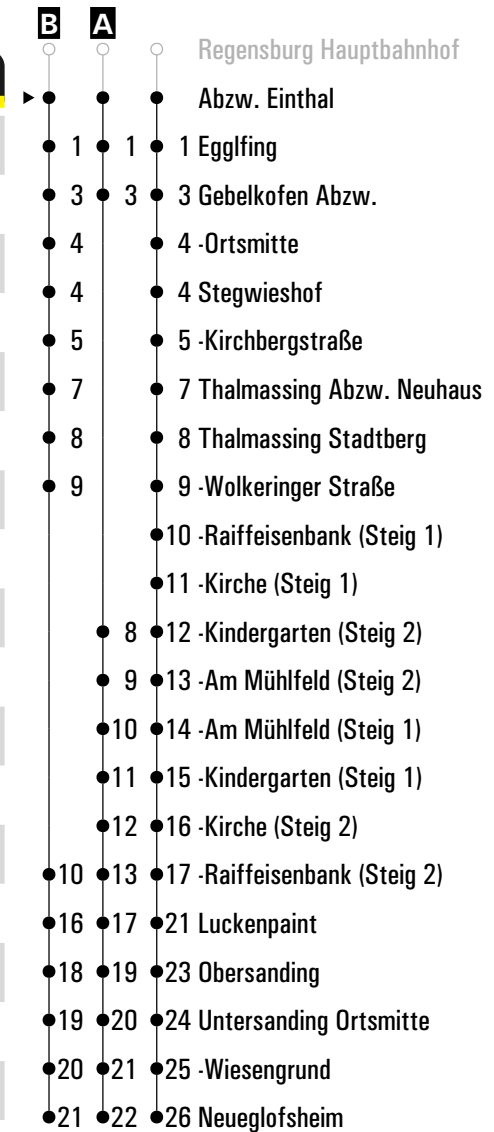 B A
Regensburg Hauptbahnhof
Abzw. Einthal
1 1 1 Egglfing
3 3 3 Gebelkofen Abzw.
4 4 -Ortsmitte
4 4 Stegwieshof
5 5 -Kirchbergstraße
7 7 Thalmassing Abzw. Neuhaus
8 8 Thalmassing Stadtberg
9 9 -Wolkeringer Straße
10 -Raiffeisenbank (Steig 1)
11 -Kirche (Steig 1)
8 12 -Kindergarten (Steig 2)
9 13 -Am Mühlfeld (Steig 2)
10 14 -Am Mühlfeld (Steig 1)
11 15 -Kindergarten (Steig 1)
12 16 -Kirche (Steig 2)
10 13 17 -Raiffeisenbank (Steig 2)
16 17 21 Luckenpaint
18 19 23 Obersanding
19 20 24 Untersanding Ortsmitte
20 21 25 -Wiesengrund
21 22 26 Neueglofsheim